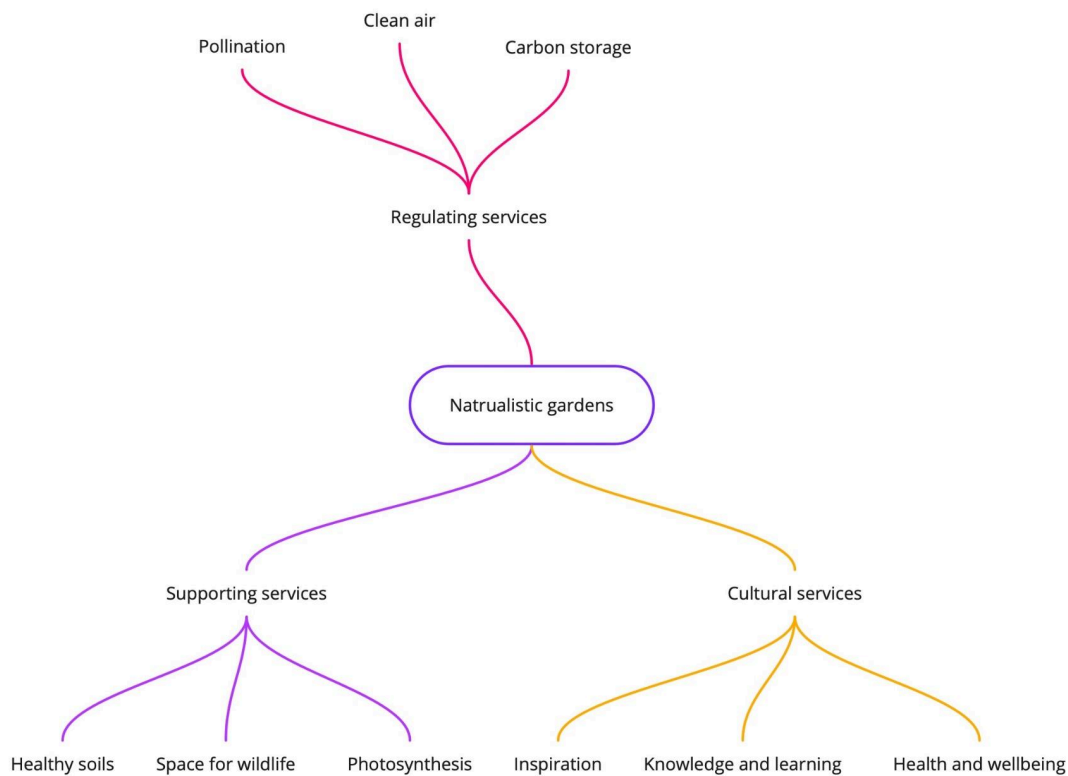 Clean air
Pollination
Carbon storage
Regulating services
Natrualistic gardens
Supporting services
Cultural services
Healthy soils
Space for wildlife
Photosynthesis
Inspiration
Knowledge and learning
Health and wellbeing